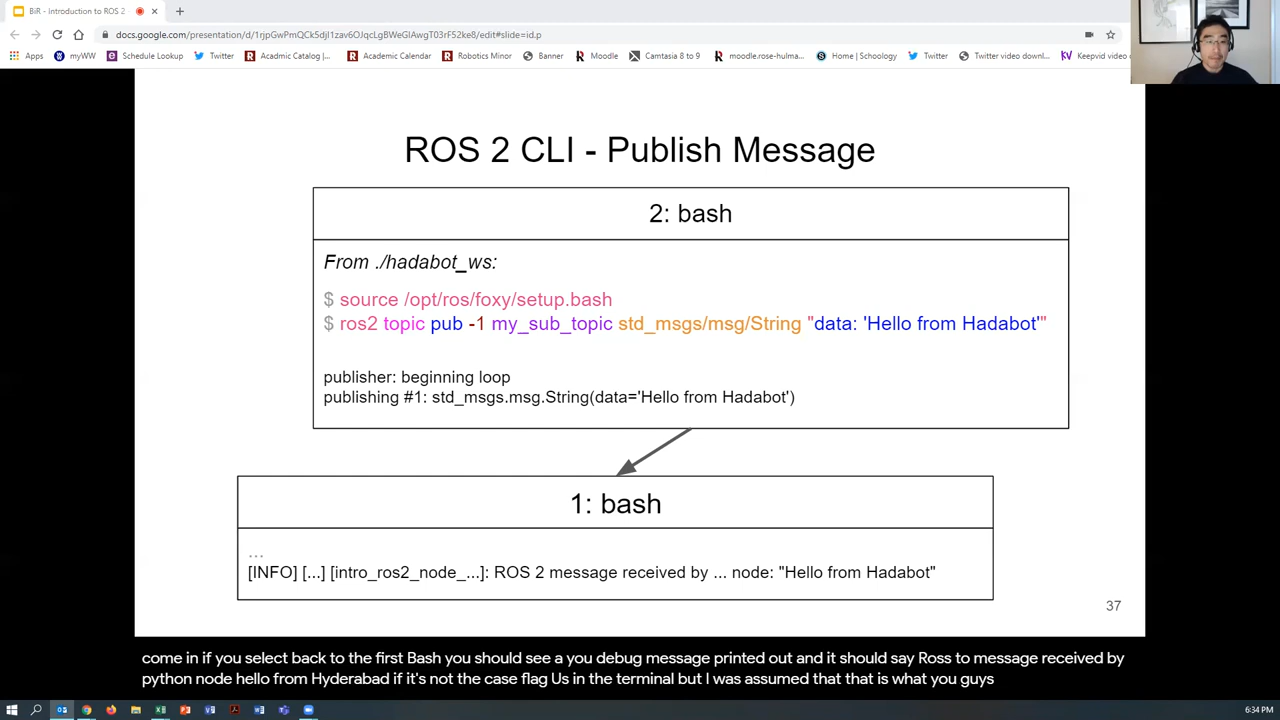 BiR - Introduction to ROS 2
docs.google.com/presentation/d/1rjpGwPmQCk5djI1zav6OJqcLgBWeGIAwgT03rF52ke8/edit#slide=id.p
Apps myWW Schedule Lookup Twitter Acadmic Catalog |... Academic Calendar Robotics Minor Banner Moodle Camtasia 8 to 9 moodle.rose-hulma... Home | Schoology Twitter Twitter video downl... Keepvid video
ROS 2 CLI - Publish Message
2: bash
From ./hadabot_ws:
$ source /opt/ros/foxy/setup.bash
$ ros2 topic pub -1 my_sub_topic std_msgs/msg/String "data: 'Hello from Hadabot'"
publisher: beginning loop
publishing #1: std_msgs.msg.String(data='Hello from Hadabot')
1: bash
...
[INFO] [...] [intro_ros2_node_...]: ROS 2 message received by ... node: "Hello from Hadabot"
37
come in if you select back to the first Bash you should see a you debug message printed out and it should say Ross to message received by
python node hello from Hyderabad if it's not the case flag Us in the terminal but I was assumed that that is what you guys
6:34 PM